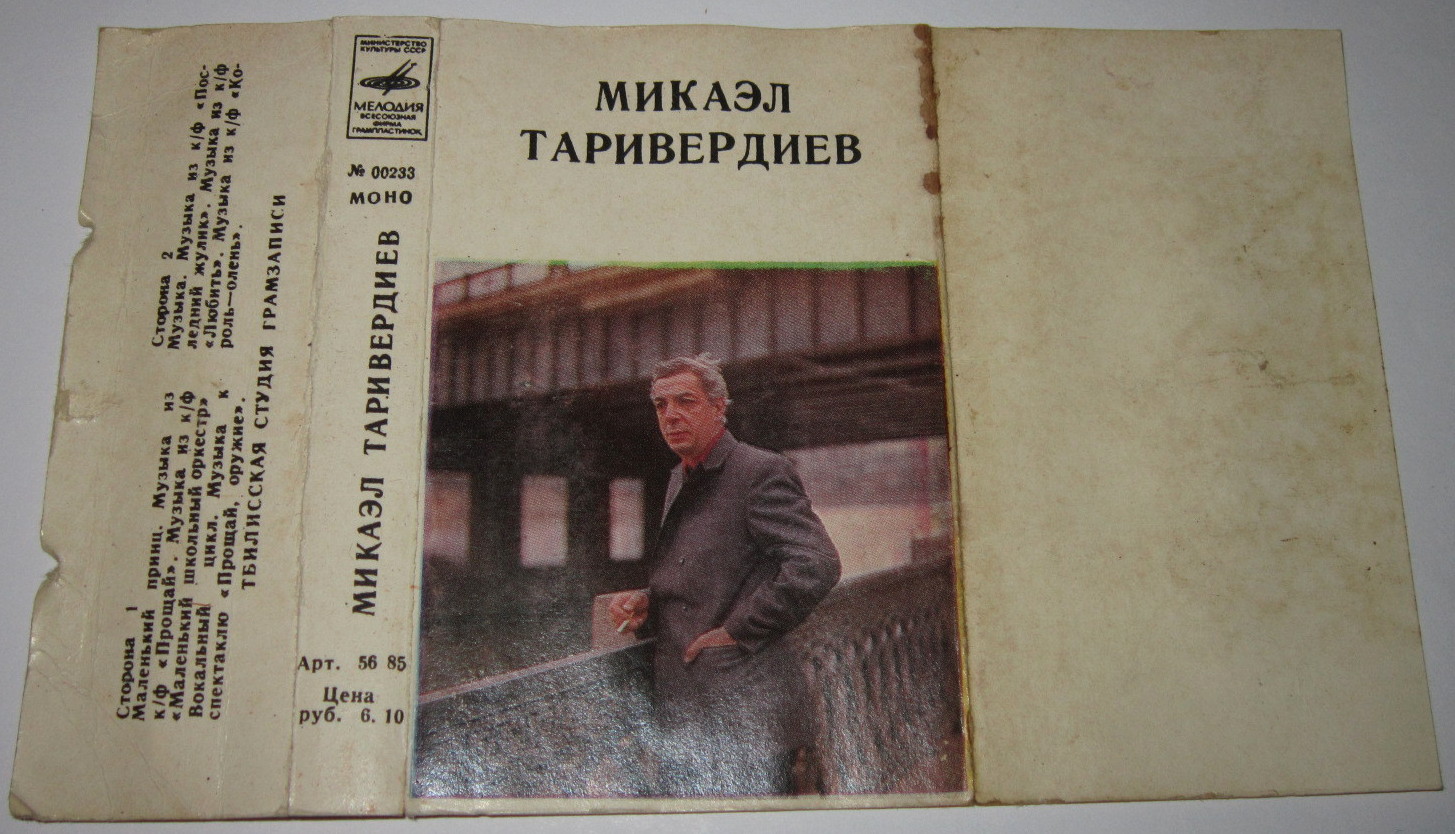 Сторона 1
Маленький принц. Музыка из
к/ф «Прощай». Музыка из к/ф
«Маленький школьный оркестр»
Вокальный цикл. Музыка к
спектаклю «Прощай, оружие».
Сторона 2
Музыка. Музыка из к/ф «Пос-
ледний жулик». Музыка из к/ф
«Любить». Музыка из к/ф «Ко-
роль—олень».
ТБИЛИССКАЯ СТУДИЯ ГРАМЗАПИСИ
МИНИСТЕРСТВО
КУЛЬТУРЫ СССР
МЕЛОДИЯ
ВСЕСОЮЗНАЯ
ФИРМА
ГРАМПЛАСТИНОК
№ 00233
МОНО
МИКАЭЛ ТАРИВЕРДИЕВ
Арт. 56 85
Цена
руб. 6. 10
МИКАЭЛ
ТАРИВЕРДИЕВ